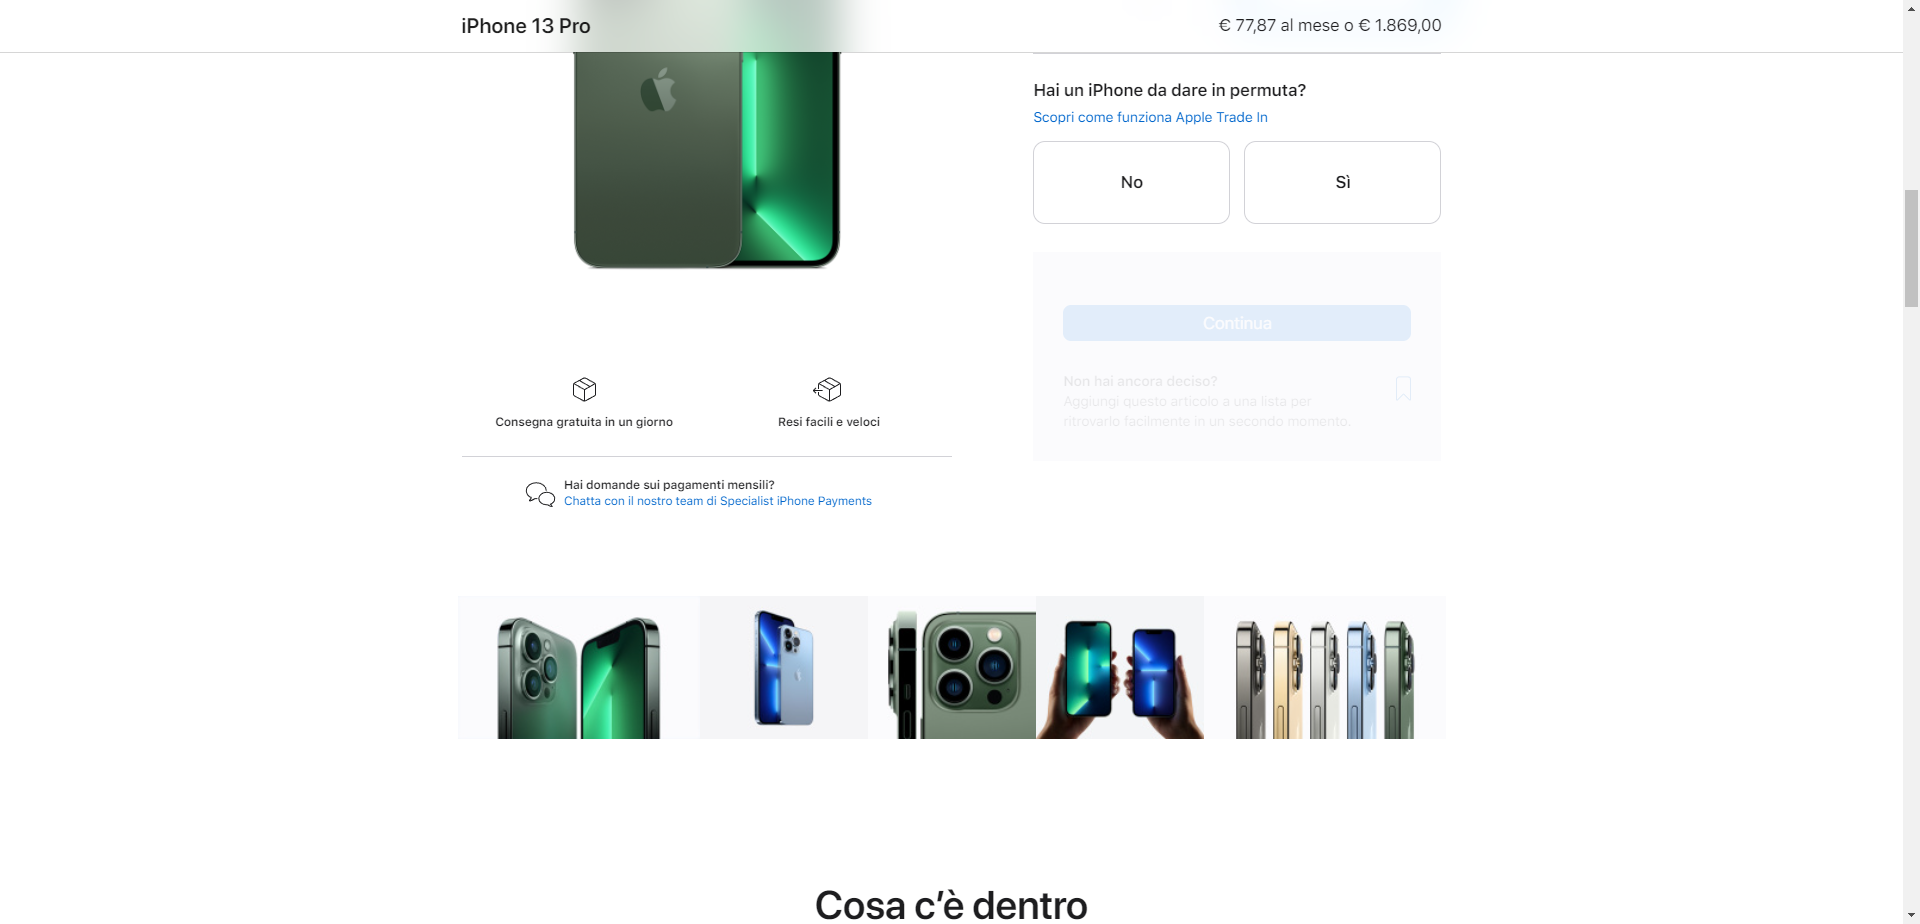 iPhone 13 Pro
€ 77,87 al mese o € 1.869,00
Hai un iPhone da dare in permuta?
Scopri come funziona Apple Trade In
No
Sì
Continua
Non hai ancora deciso?
Aggiungi questo articolo a una lista per
ritrovarlo facilmente in un secondo momento.
Consegna gratuita in un giorno
Resi facili e veloci
Hai domande sui pagamenti mensili?
Chatta con il nostro team di Specialist iPhone Payments
Cosa c’è dentro